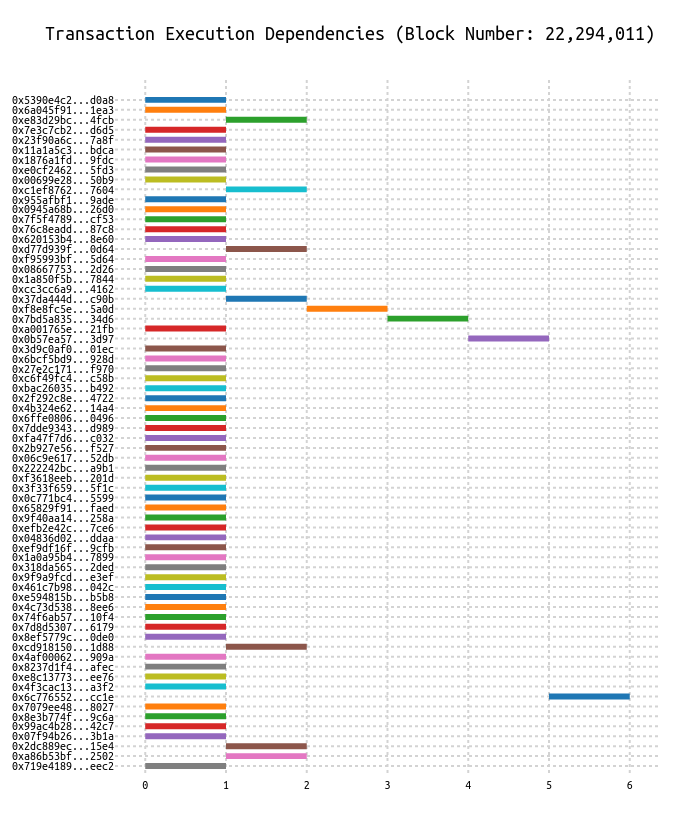 Transaction Execution Dependencies (Block Number: 22,294,011)
0x5390e4c2...d0a8
0x6a045f91...1ea3
0xe83d29bc...4fcb
0x7e3c7cb2...d6d5
0x23f90a6c...7a8f
0x11a1a5c3...bdca
0x1876a1fd...9fdc
0xe0cf2462...5fd3
0x00699e28...50b9
0xc1ef8762...7604
0x955afbf1...9ade
0x0945a68b...26d0
0x7f5f4789...cf53
0x76c8eadd...87c8
0x620153b4...8e60
0xd77d939f...0d64
0xf95993bf...5d64
0x08667753...2d26
0x1a850f5b...7844
0xcc3cc6a9...4162
0x37da444d...c90b
0xf8e8fc5e...5a0d
0x7bd5a835...34d6
0xa001765e...21fb
0x0b57ea57...3d97
0x3d9c0af0...01ec
0x6bcf5bd9...928d
0x27e2c171...f970
0xc6f49fc4...c58b
0xbac26035...b492
0x2f292c8e...4722
0x4b324e62...14a4
0x6ffe0806...0496
0x7dde9343...d989
0xfa47f7d6...c032
0x2b927e56...f527
0x06c9e617...52db
0x222242bc...a9b1
0xf3618eeb...201d
0x3f33f659...5f1c
0x0c771bc4...5599
0x65829f91...faed
0x9f40aa14...258a
0xefb2e42c...7ce6
0x04836d02...ddaa
0xef9df16f...9cfb
0x1a0a95b4...7899
0x318da565...2ded
0x9f9a9fcd...e3ef
0x461c7b98...042c
0xe594815b...b5b8
0x4c73d538...8ee6
0x74f6ab57...10f4
0x7d8d5307...6179
0x8ef5779c...0de0
0xcd918150...1d88
0x4af00062...909a
0x8237d1f4...afec
0xe8c13773...ee76
0x4f3cac13...a3f2
0x6c776552...cc1e
0x7079ee48...8027
0x8e3b774f...9c6a
0x99ac4b28...42c7
0x07f94b26...3b1a
0x2dc889ec...15e4
0xa86b53bf...2502
0x719e4189...eec2
0 1 2 3 4 5 6